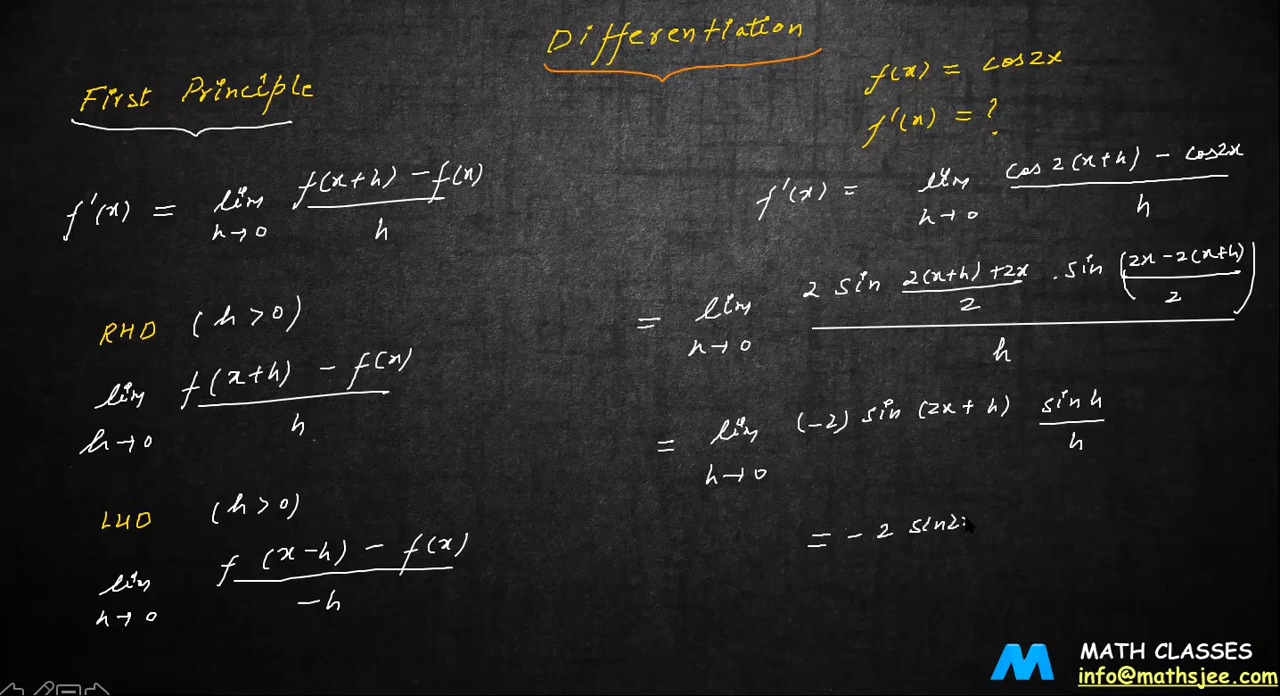 Differentiation
First Principle
f'(x) = lim h→0 f(x+h) - f(x) / h
RHD (h > 0)
lim h→0 f(x+h) - f(x) / h
LHD (h > 0)
lim h→0 f(x-h) - f(x) / -h
f(x) = cos2x
f'(x) = ?
f'(x) = lim h→0 cos 2(x+h) - cos2x / h
= lim h→0 2 sin 2(x+h)+2x / 2 . sin (2x-2(x+h) / 2) / h
= lim h→0 (-2) sin (2x+h) sinh / h
= - 2 sin2
MATH CLASSES
info@mathsjee.com